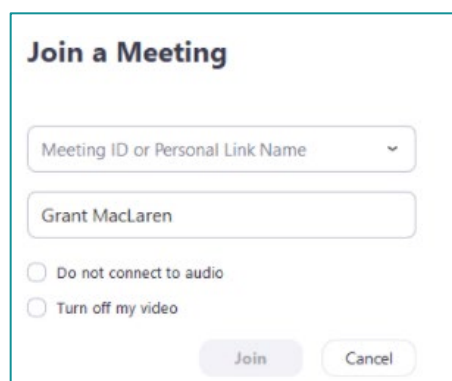 Join a Meeting
Meeting ID or Personal Link Name
Grant MacLaren
Do not connect to audio
Turn off my video
Join Cancel